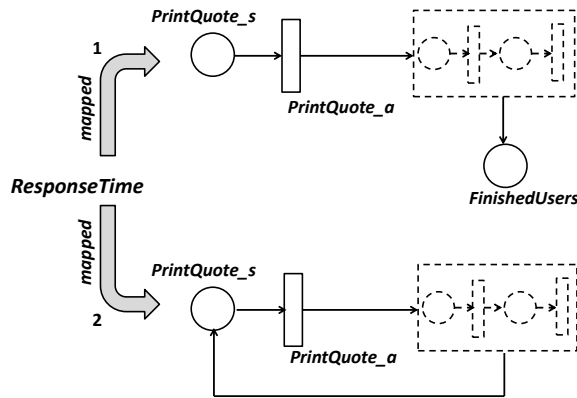 PrintQuote_s
1
mapped
PrintQuote_a
ResponseTime
FinishedUsers
mapped
PrintQuote_s
2
PrintQuote_a